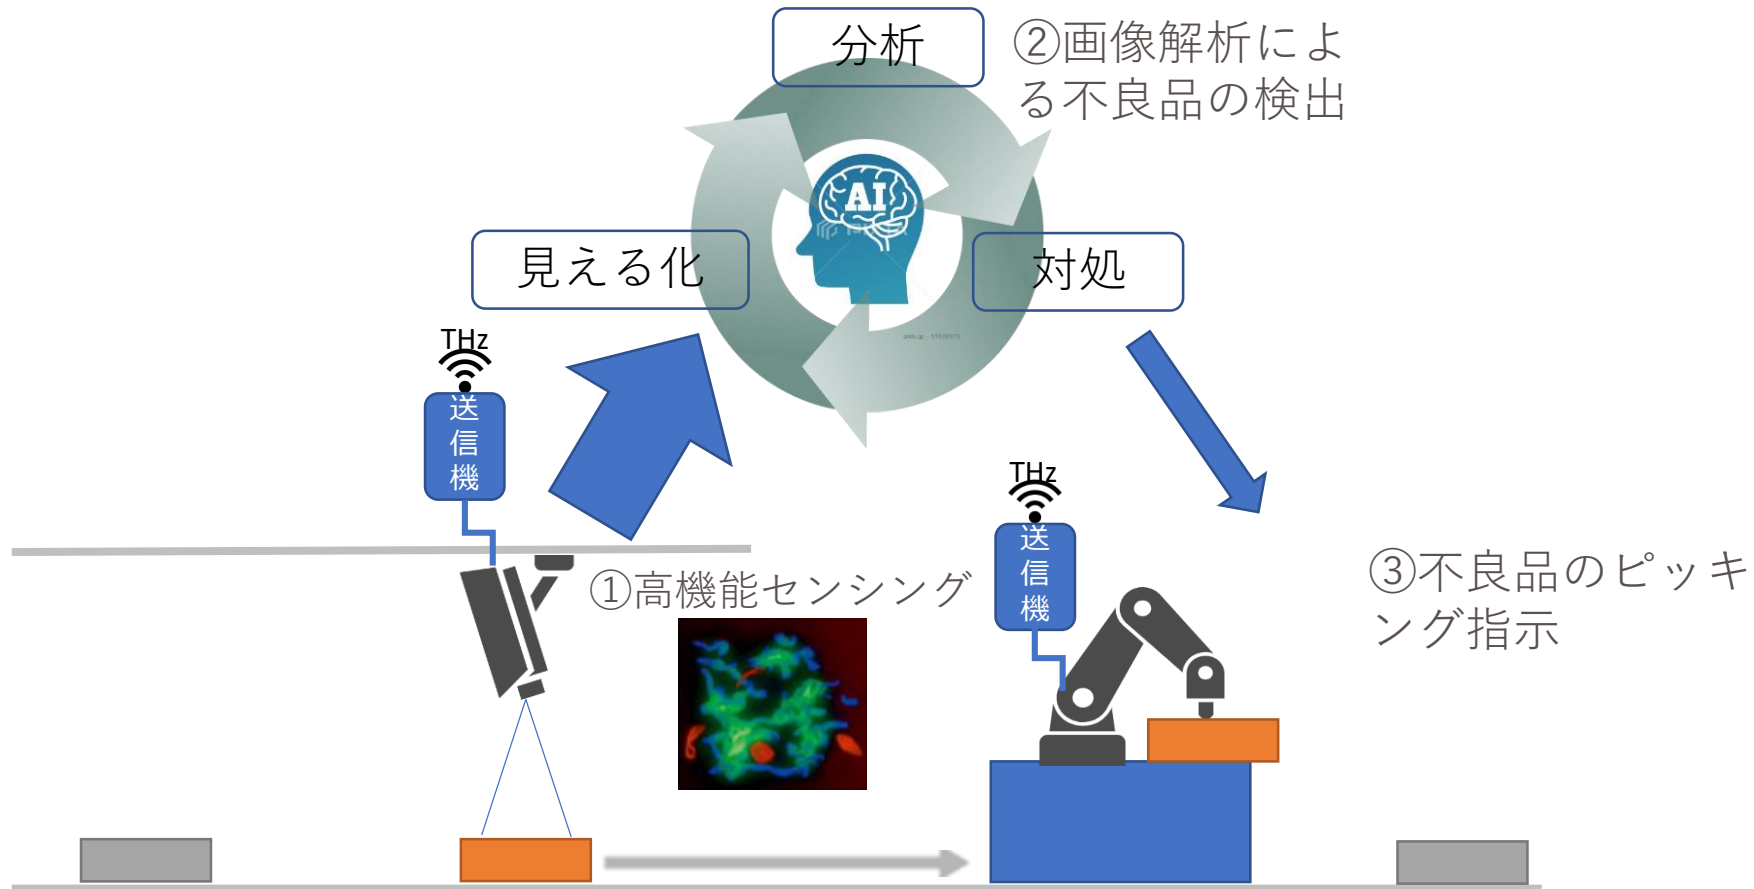 分析
②画像解析によ
る不良品の検出
AI
見える化
対処
THz
送
信
機
①高機能センシング
THz
送
信
機
③不良品のピッキ
ング指示